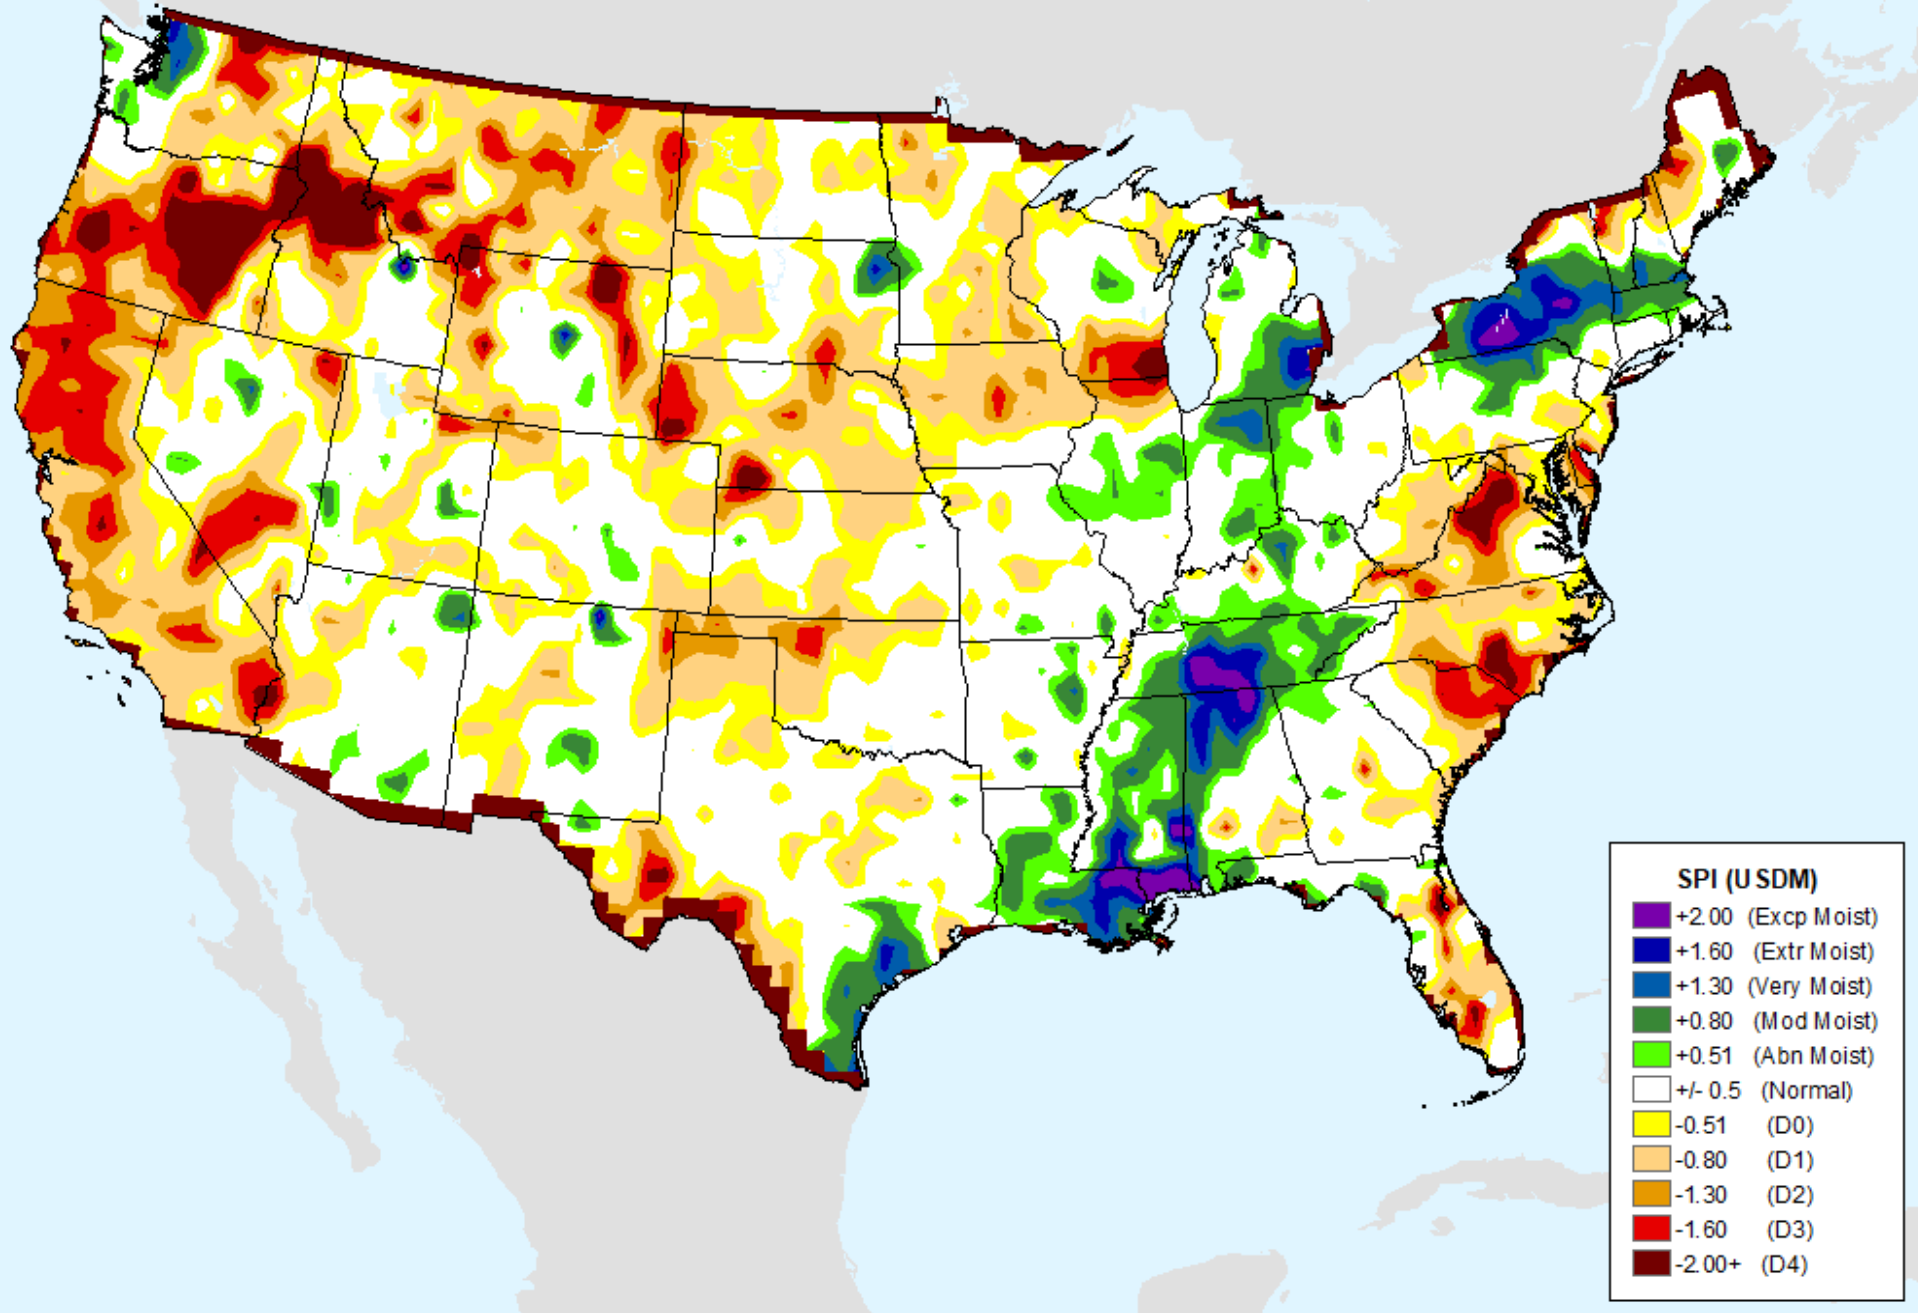 SPI (USDM)
+2.00 (Excp Moist)
+1.60 (Extr Moist)
+1.30 (Very Moist)
+0.80 (Mod Moist)
+0.51 (Abn Moist)
+/- 0.5 (Normal)
-0.51 (D0)
-0.80 (D1)
-1.30 (D2)
-1.60 (D3)
-2.00+ (D4)